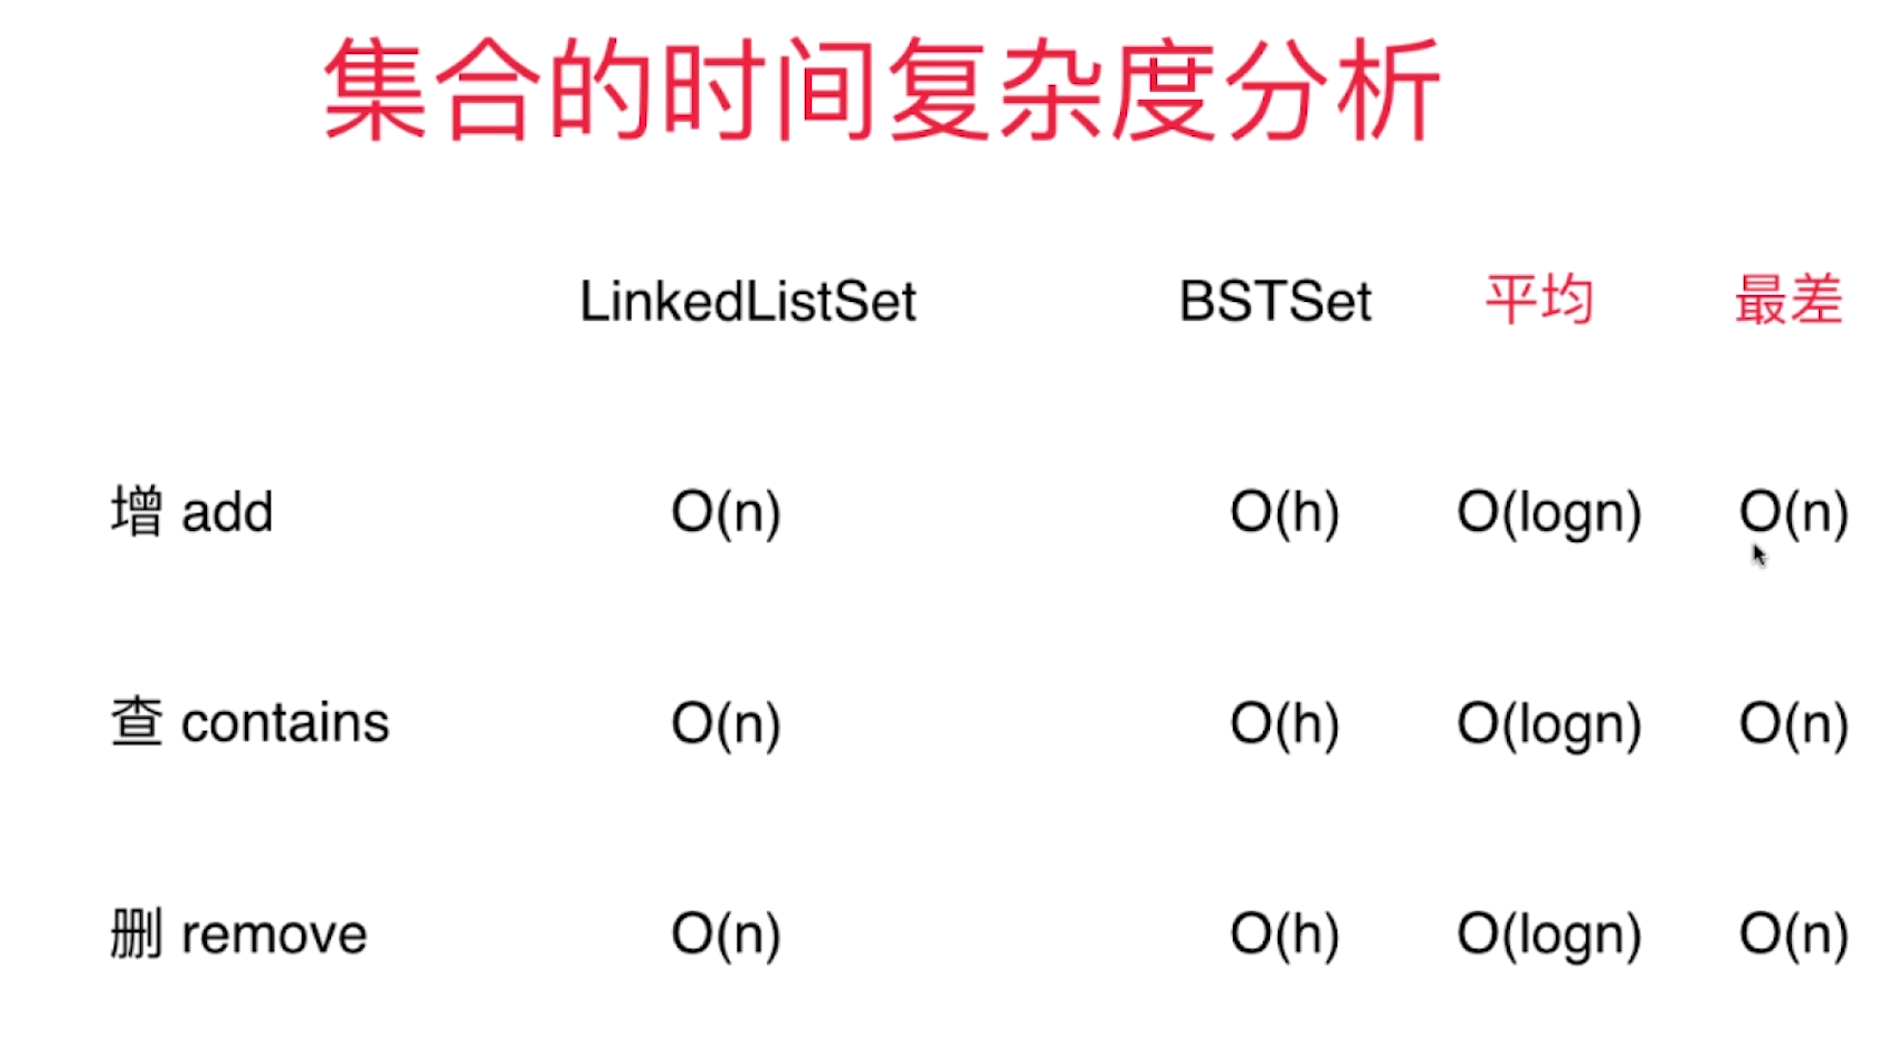 集合的时间复杂度分析
LinkedListSet BSTSet 平均 最差
增 add O(n) O(h) O(logn) O(n)
查 contains O(n) O(h) O(logn) O(n)
删 remove O(n) O(h) O(logn) O(n)